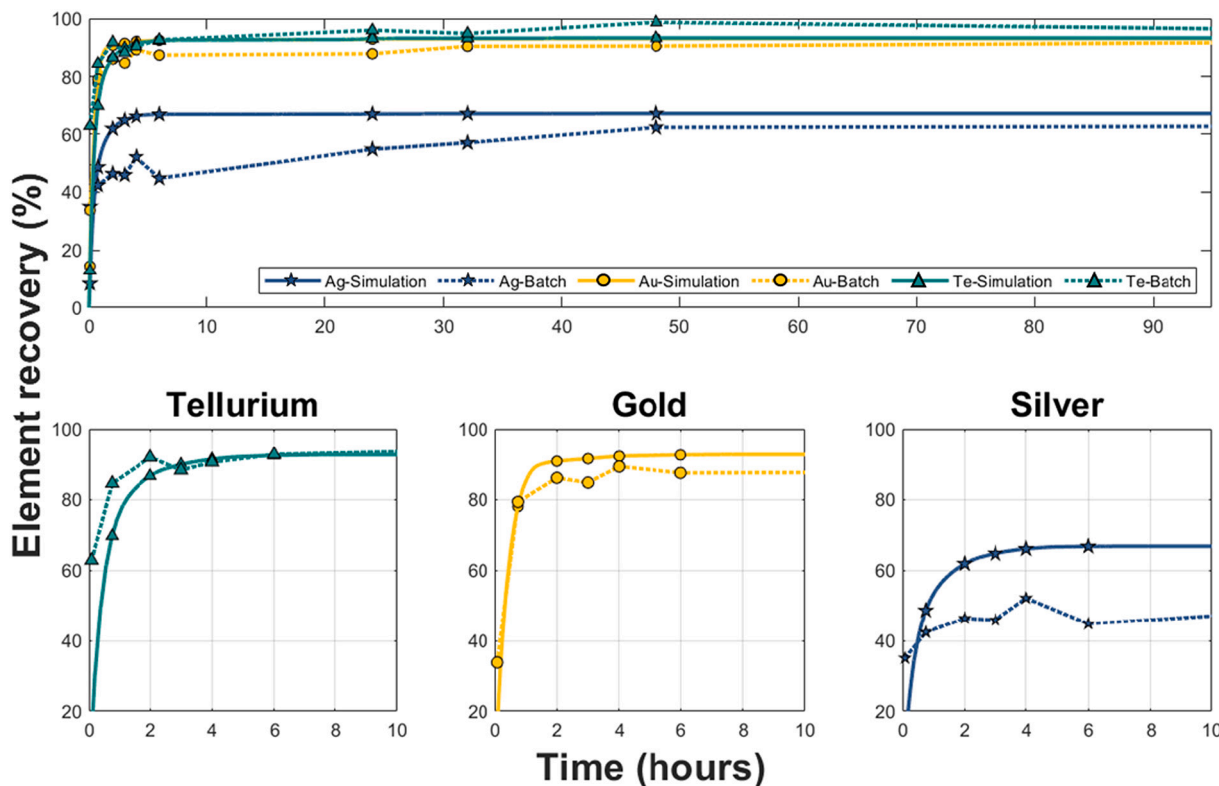 Element recovery (%)
100
80
60
40
20
0
Ag-Simulation Ag-Batch Au-Simulation Au-Batch Te-Simulation Te-Batch
0 10 20 30 40 50 60 70 80 90
Tellurium
100
80
60
40
20
0 2 4 6 8 10
Gold
100
80
60
40
20
0 2 4 6 8 10
Silver
100
80
60
40
20
0 2 4 6 8 10
Time (hours)